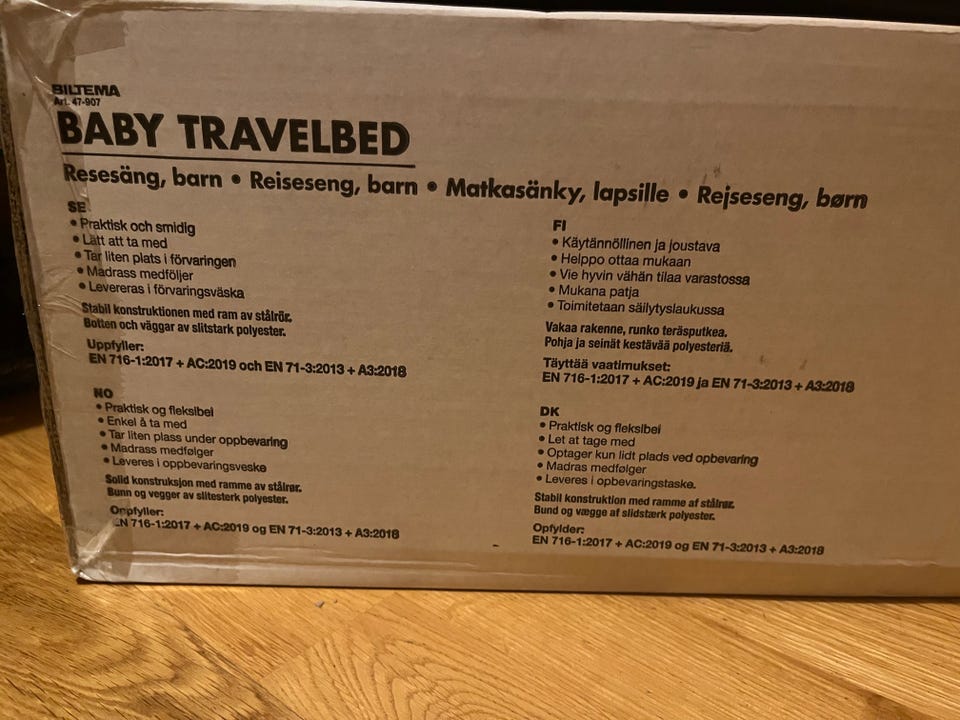 BILTEMA
Art. 47-907
BABY TRAVELBED
Resesäng, barn • Reiseseng, barn • Matkasänky, lapsille • Rejseseng, børn
SE
• Praktisk och smidig
• Lätt att ta med
• Tar liten plats i förvaringen
• Madrass medföljer
• Levereras i förvaringsväska
Stabil konstruktionen med ram av stålrör.
Botten och väggar av slitstark polyester.
Uppfyller:
EN 716-1:2017 + AC:2019 och EN 71-3:2013 + A3:2018
NO
• Praktisk og fleksibel
• Enkel å ta med
• Tar liten plass under oppbevaring
• Madrass medfølger
• Leveres i oppbevaringsveske
Solid konstruksjon med ramme av stålrør.
Bunn og vegger av slitesterk polyester.
Oppfyller:
EN 716-1:2017 + AC:2019 og EN 71-3:2013 + A3:2018
FI
• Käytännöllinen ja joustava
• Helppo ottaa mukaan
• Vie hyvin vähän tilaa varastossa
• Mukana patja
• Toimitetaan säilytyslaukussa
Vakaa rakenne, runko teräsputkea.
Pohja ja seinät kestävää polyesteriä.
Täyttää vaatimukset:
EN 716-1:2017 + AC:2019 ja EN 71-3:2013 + A3:2018
DK
• Praktisk og fleksibel
• Let at tage med
• Optager kun lidt plads ved opbevaring
• Madras medfølger
• Leveres i opbevaringstaske.
Stabil konstruktion med ramme af stålrør.
Bund og vægge af slidstærk polyester.
Opfylder:
EN 716-1:2017 + AC:2019 og EN 71-3:2013 + A3:2018